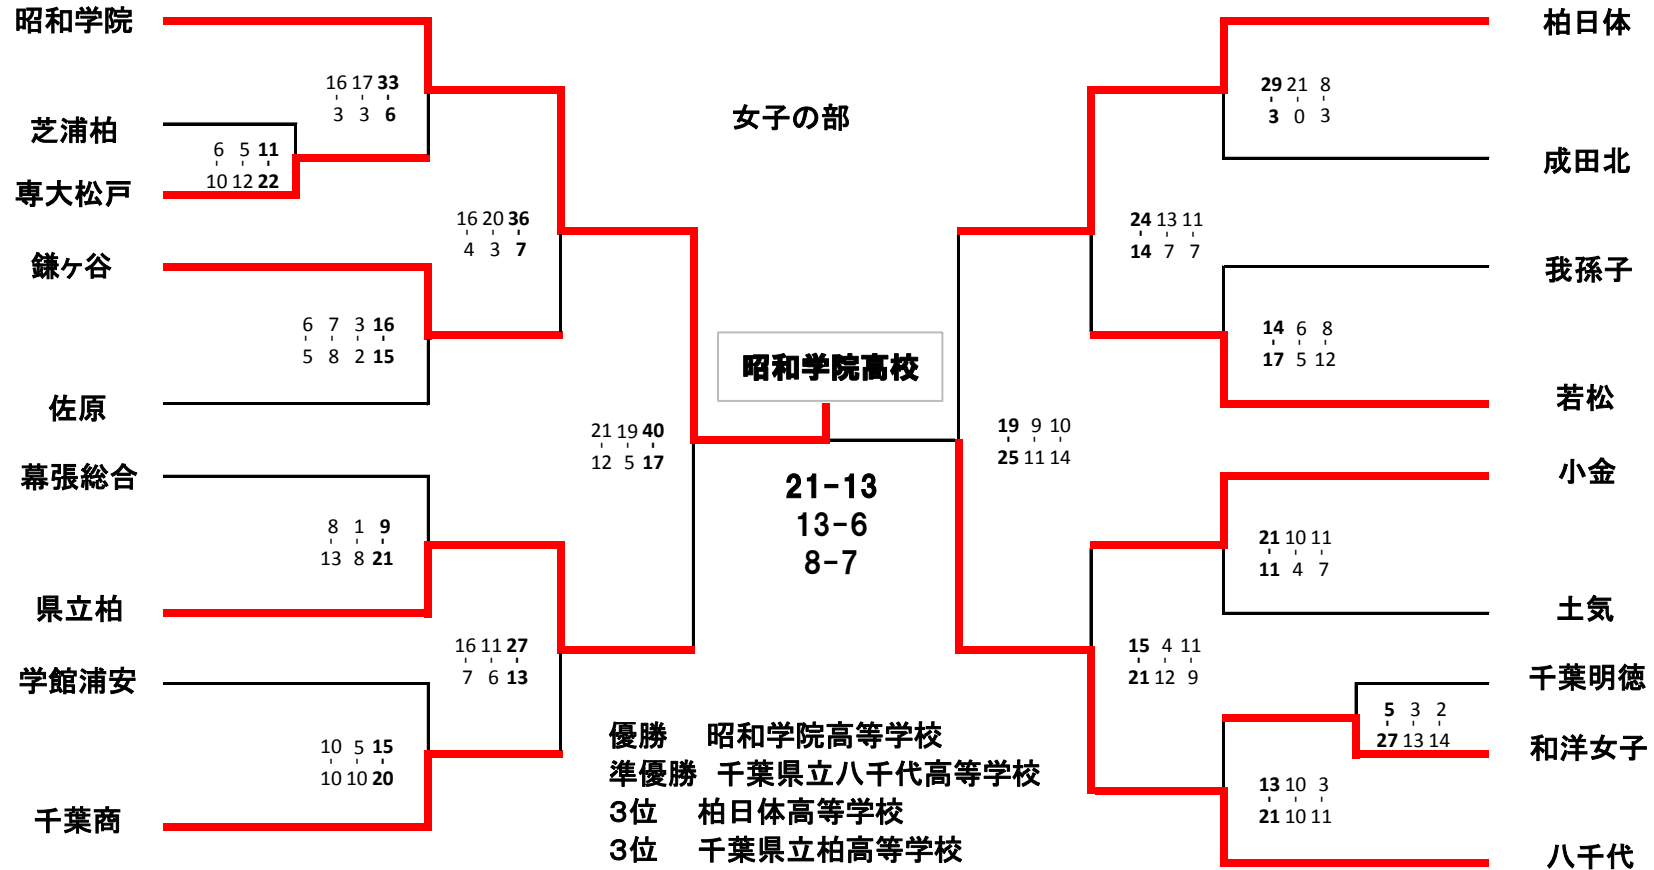 昭和学院
16 17 33
3 3 6
芝浦柏
6 5 11
10 12 22
専大松戸
16 20 36
4 3 7
鎌ヶ谷
6 7 3 16
5 8 2 15
佐原
21 19 40
12 5 17
幕張総合
8 1 9
13 8 21
県立柏
16 11 27
7 6 13
学館浦安
10 5 15
10 10 20
千葉商
女子の部
昭和学院高校
21-13
13-6
8-7
柏日体
29 21 8
3 0 3
成田北
24 13 11
14 7 7
我孫子
14 6 8
17 5 12
若松
19 9 10
25 11 14
小金
21 10 11
11 4 7
土気
15 4 11
21 12 9
千葉明徳
5 3 2
27 13 14
和洋女子
13 10 3
21 10 11
八千代
優勝 昭和学院高等学校
準優勝 千葉県立八千代高等学校
3位 柏日体高等学校
3位 千葉県立柏高等学校